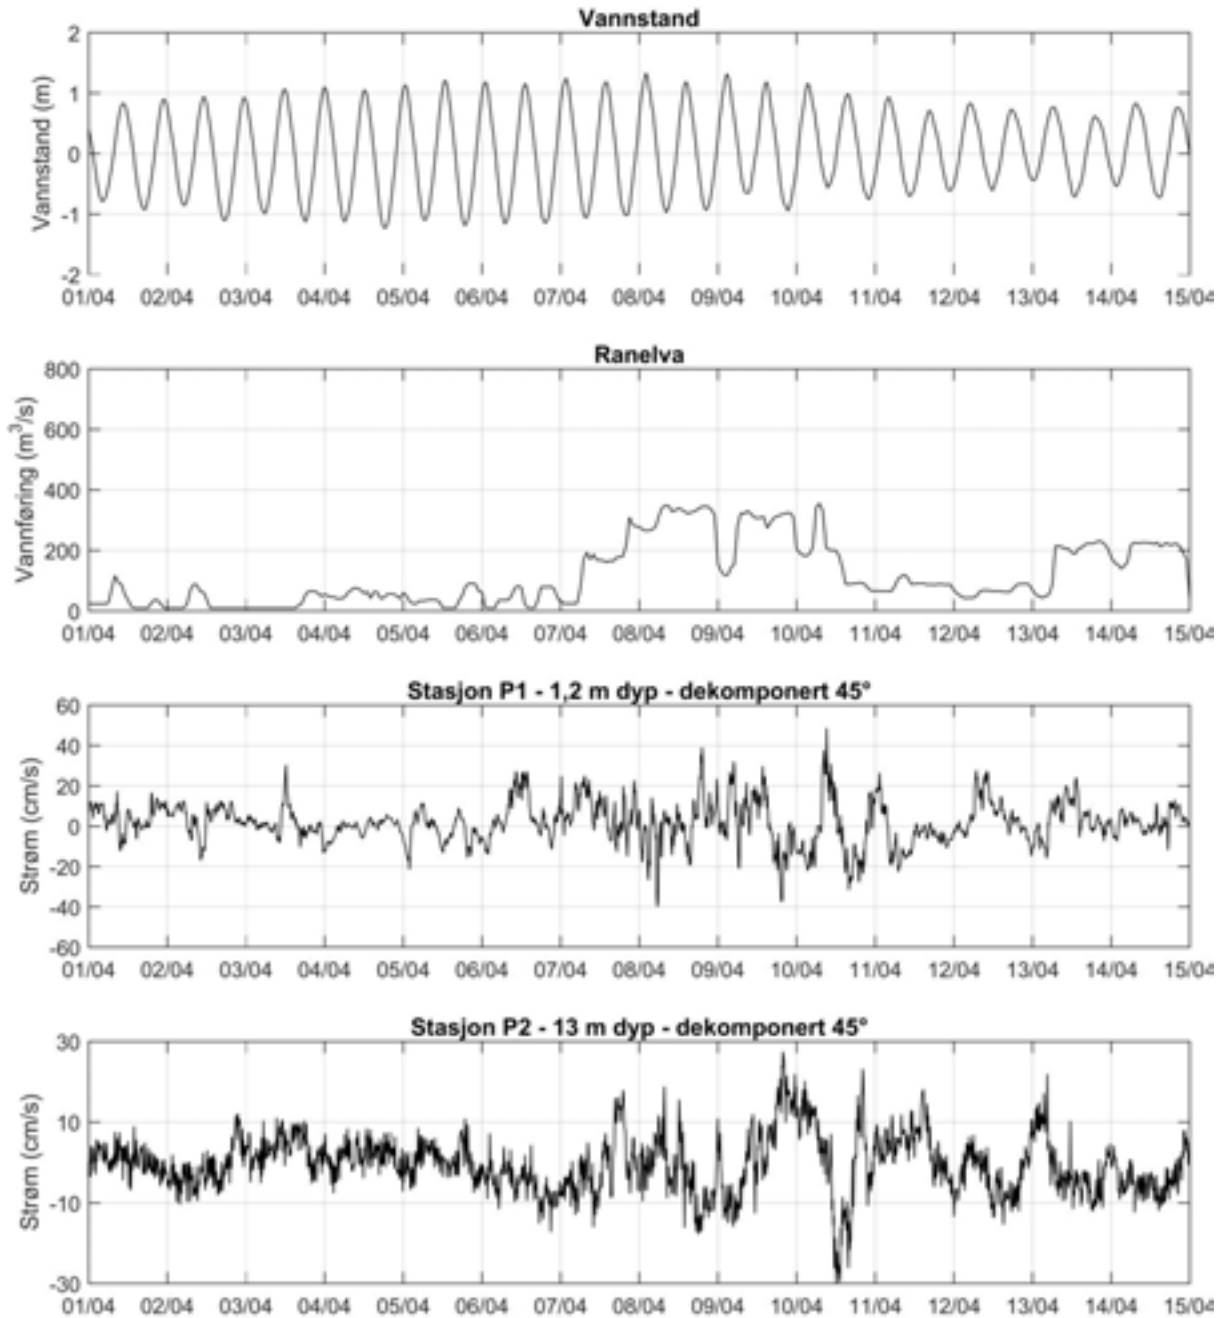 Vannstand
2
1
0
-1
-2
Vannstand (m)
01/04 02/04 03/04 04/04 05/04 06/04 07/04 08/04 09/04 10/04 11/04 12/04 13/04 14/04 15/04
Ranelva
800
600
400
200
0
Vannføring (m³/s)
01/04 02/04 03/04 04/04 05/04 06/04 07/04 08/04 09/04 10/04 11/04 12/04 13/04 14/04 15/04
Stasjon P1 - 1,2 m dyp - dekomponert 45°
60
40
20
0
-20
-40
-60
Strøm (cm/s)
01/04 02/04 03/04 04/04 05/04 06/04 07/04 08/04 09/04 10/04 11/04 12/04 13/04 14/04 15/04
Stasjon P2 - 13 m dyp - dekomponert 45°
30
10
-10
-30
Strøm (cm/s)
01/04 02/04 03/04 04/04 05/04 06/04 07/04 08/04 09/04 10/04 11/04 12/04 13/04 14/04 15/04